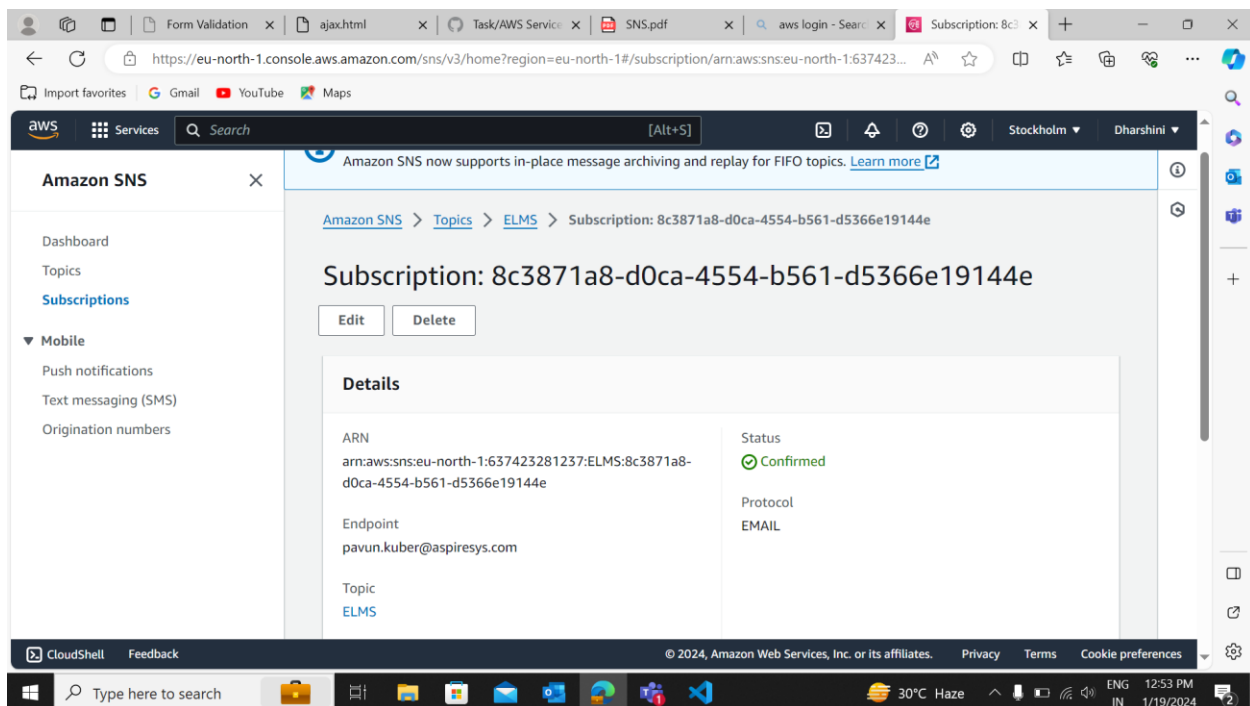 Form Validation
ajax.html
Task/AWS Service
SNS.pdf
aws login - Searc
Subscription: 8c3
https://eu-north-1.console.aws.amazon.com/sns/v3/home?region=eu-north-1#/subscription/arn:aws:sns:eu-north-1:637423...
Import favorites
Gmail
YouTube
Maps
aws
Services
Search
[Alt+S]
Stockholm
Dharshini
Amazon SNS
Amazon SNS now supports in-place message archiving and replay for FIFO topics. Learn more
Amazon SNS > Topics > ELMS > Subscription: 8c3871a8-d0ca-4554-b561-d5366e19144e
Dashboard
Topics
Subscriptions
Mobile
Push notifications
Text messaging (SMS)
Origination numbers
Subscription: 8c3871a8-d0ca-4554-b561-d5366e19144e
Edit
Delete
Details
ARN
arn:aws:sns:eu-north-1:637423281237:ELMS:8c3871a8-
d0ca-4554-b561-d5366e19144e
Endpoint
pavun.kuber@aspiresys.com
Topic
ELMS
Status
Confirmed
Protocol
EMAIL
CloudShell
Feedback
© 2024, Amazon Web Services, Inc. or its affiliates.
Privacy
Terms
Cookie preferences
Type here to search
30°C Haze
ENG
IN
12:53 PM
1/19/2024
2